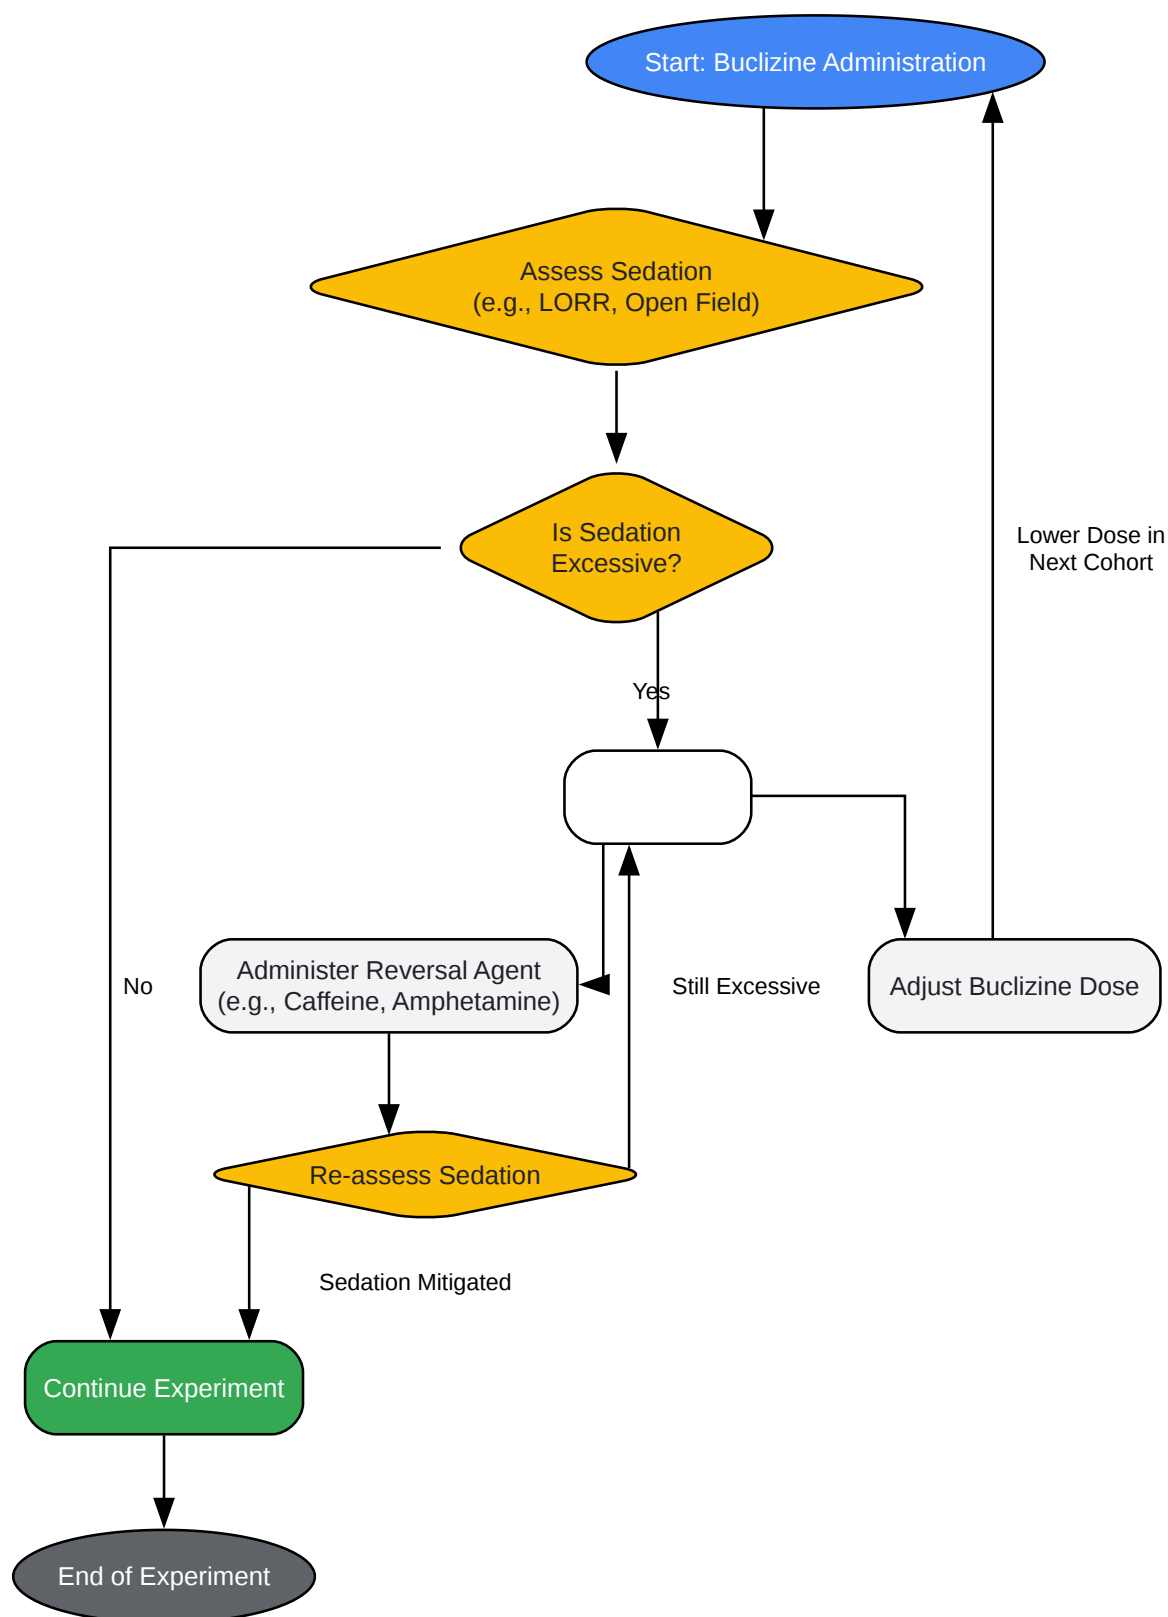 Start: Buclizine Administration
Assess Sedation
(e.g., LORR, Open Field)
Is Sedation
Excessive?
Lower Dose in
Next Cohort
Yes
Administer Reversal Agent
(e.g., Caffeine, Amphetamine)
No
Still Excessive
Adjust Buclizine Dose
Re-assess Sedation
Sedation Mitigated
Continue Experiment
End of Experiment